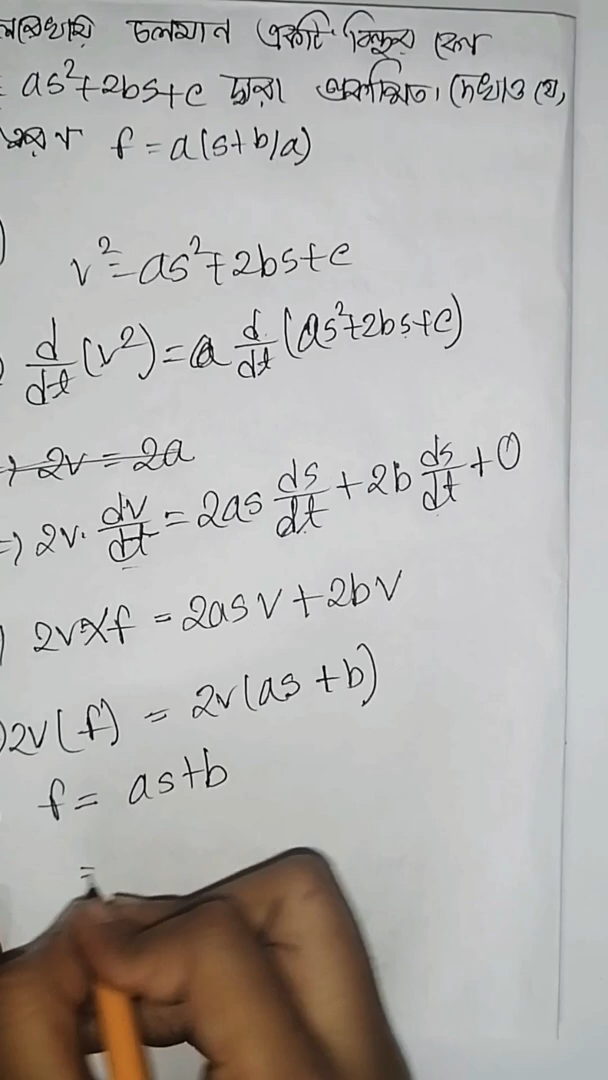 চলমান একটি বিন্দুর বেগ
as²+2bs+c দ্বারা প্রকাশিত। দেখাও যে,
ত্বরণ f = a(s+b/a)
v² = as²+2bs+c
d/dt (v²) = a d/dt (as²+2bs+c)
⇒ 2v = 2a
⇒ 2v. dv/dt = 2as ds/dt + 2b ds/dt + 0
2v × f = 2asv + 2bv
2v(f) = 2v(as+b)
f = as+b
=